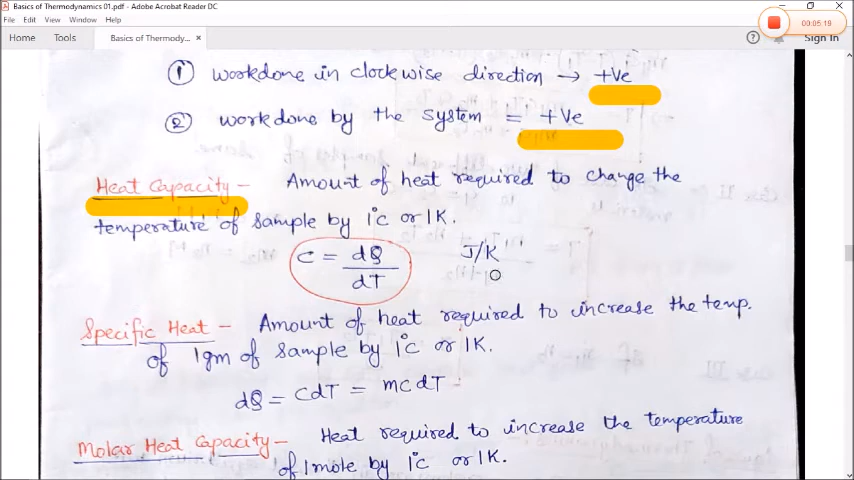 Basics of Thermodynamics 01.pdf - Adobe Acrobat Reader DC
File Edit View Window Help
Home Tools Basics of Thermody... × 00:05:19
Sign In
① workdone in clockwise direction → +ve
② workdone by the system = +ve
Heat Capacity - Amount of heat required to change the
temperature of sample by 1°c or 1K.
C = dQ/dT J/K
Specific Heat - Amount of heat required to increase the temp.
of 1gm of sample by 1°c or 1K.
dQ = CdT = mcdT
Molar Heat Capacity - Heat required to increase the temperature
of 1mole by 1°c or 1K.